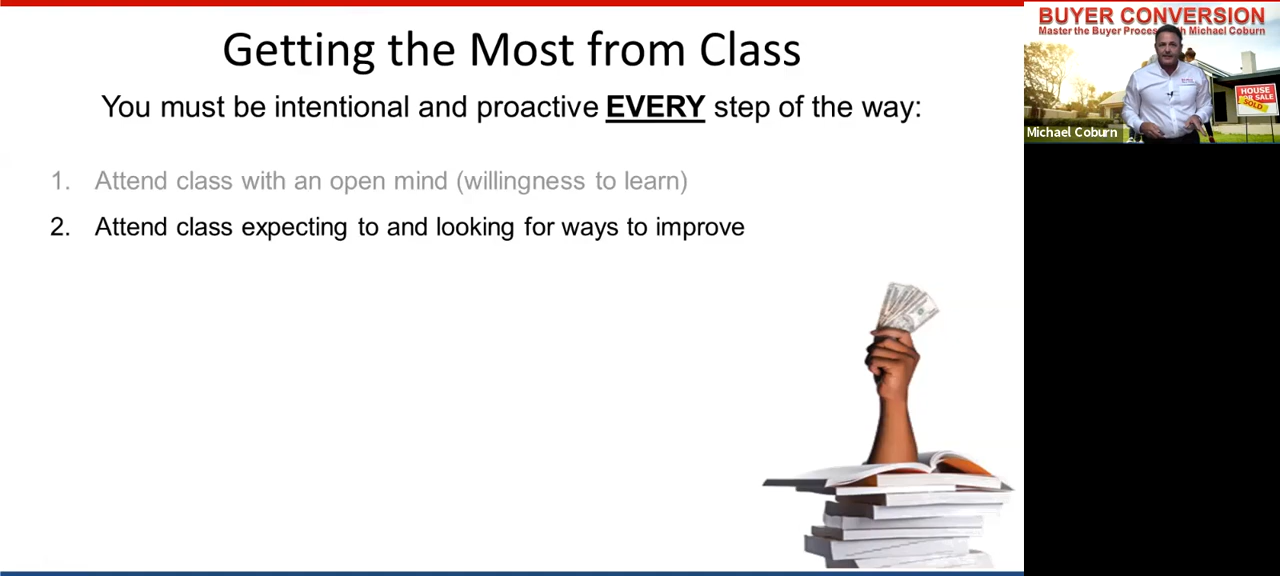 Getting the Most from Class
You must be intentional and proactive EVERY step of the way:
1. Attend class with an open mind (willingness to learn)
2. Attend class expecting to and looking for ways to improve
BUYER CONVERSION
Master the Buyer Proces h Michael Coburn
HOUSE
FOR SALE
SOLD
Michael Coburn